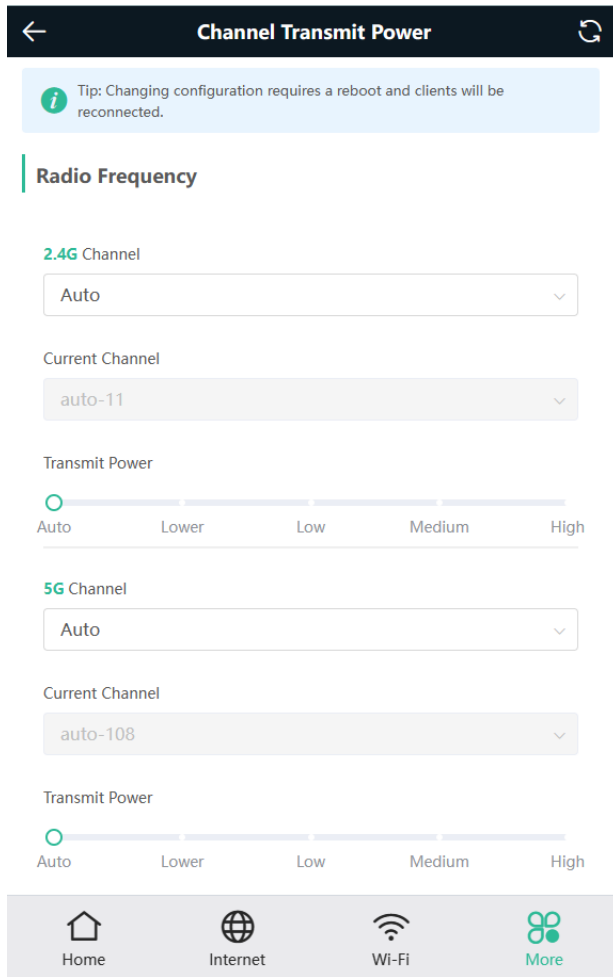 Channel Transmit Power
Tip: Changing configuration requires a reboot and clients will be
reconnected.
Radio Frequency
2.4G Channel
Auto
Current Channel
auto-11
Transmit Power
Auto Lower Low Medium High
5G Channel
Auto
Current Channel
auto-108
Transmit Power
Auto Lower Low Medium High
Home Internet Wi-Fi More